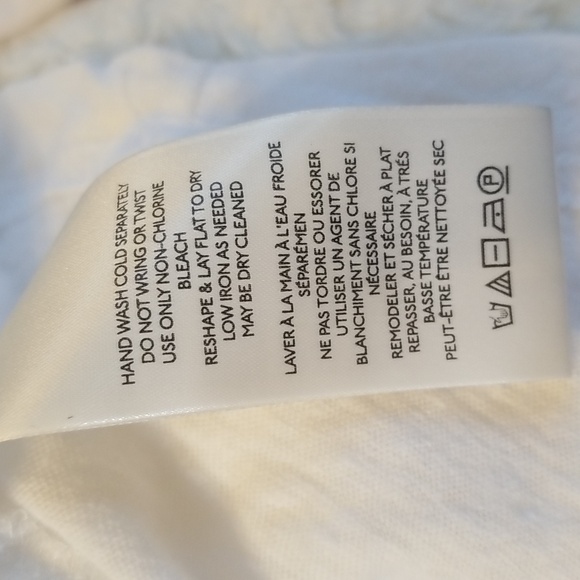 HAND WASH COLD SEPARATELY
DO NOT WRING OR TWIST
USE ONLY NON-CHLORINE
BLEACH
RESHAPE & LAY FLAT TO DRY
LOW IRON AS NEEDED
MAY BE DRY CLEANED
LAVER À LA MAIN À L'EAU FROIDE
SÉPARÉMEN
NE PAS TORDRE OU ESSORER
UTILISER UN AGENT DE
BLANCHIMENT SANS CHLORE SI
NÉCESSAIRE
REMODELER ET SÉCHER À PLAT
REPASSER, AU BESOIN, À TRÉS
BASSE TEMPÉRATURE
PEUT-ÊTRE ÊTRE NETTOYÉE SEC
P